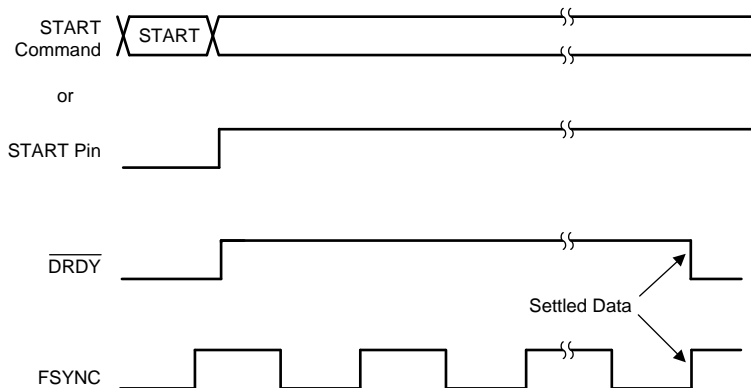 START
Command
START
or
START Pin
DRDY
Settled Data
FSYNC